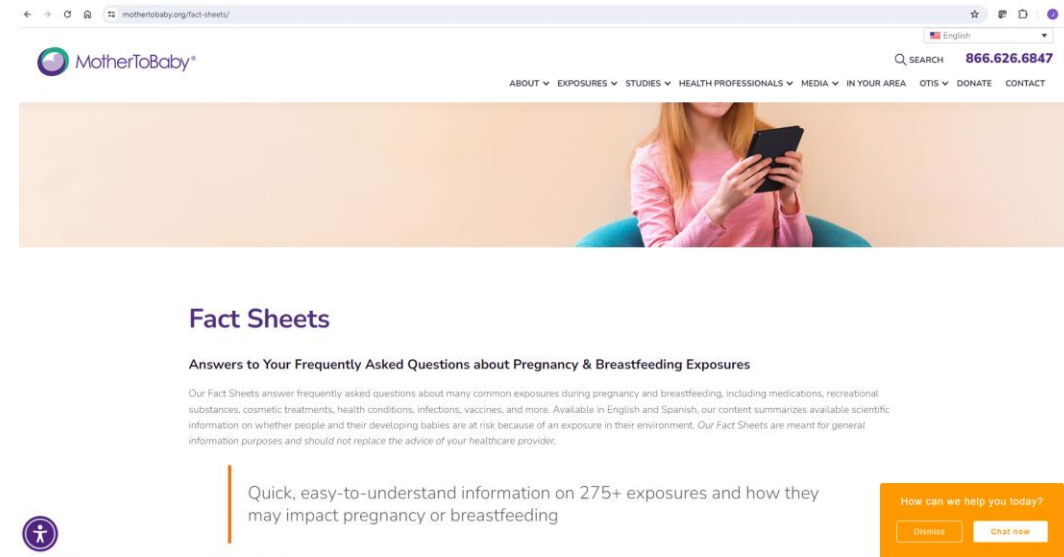 mothertobaby.org/fact-sheets/
J
English
MotherToBaby®
SEARCH
866.626.6847
ABOUT EXPOSURES STUDIES HEALTH PROFESSIONALS MEDIA IN YOUR AREA OTIS DONATE CONTACT
Fact Sheets
Answers to Your Frequently Asked Questions about Pregnancy & Breastfeeding Exposures
Our Fact Sheets answer frequently asked questions about many common exposures during pregnancy and breastfeeding, including medications, recreational
substances, cosmetic treatments, health conditions, infections, vaccines, and more. Available in English and Spanish, our content summarizes available scientific
information on whether people and their developing babies are at risk because of an exposure in their environment. Our Fact Sheets are meant for general
information purposes and should not replace the advice of your healthcare provider.
Quick, easy-to-understand information on 275+ exposures and how they
may impact pregnancy or breastfeeding
How can we help you today?
Dismiss
Chat now